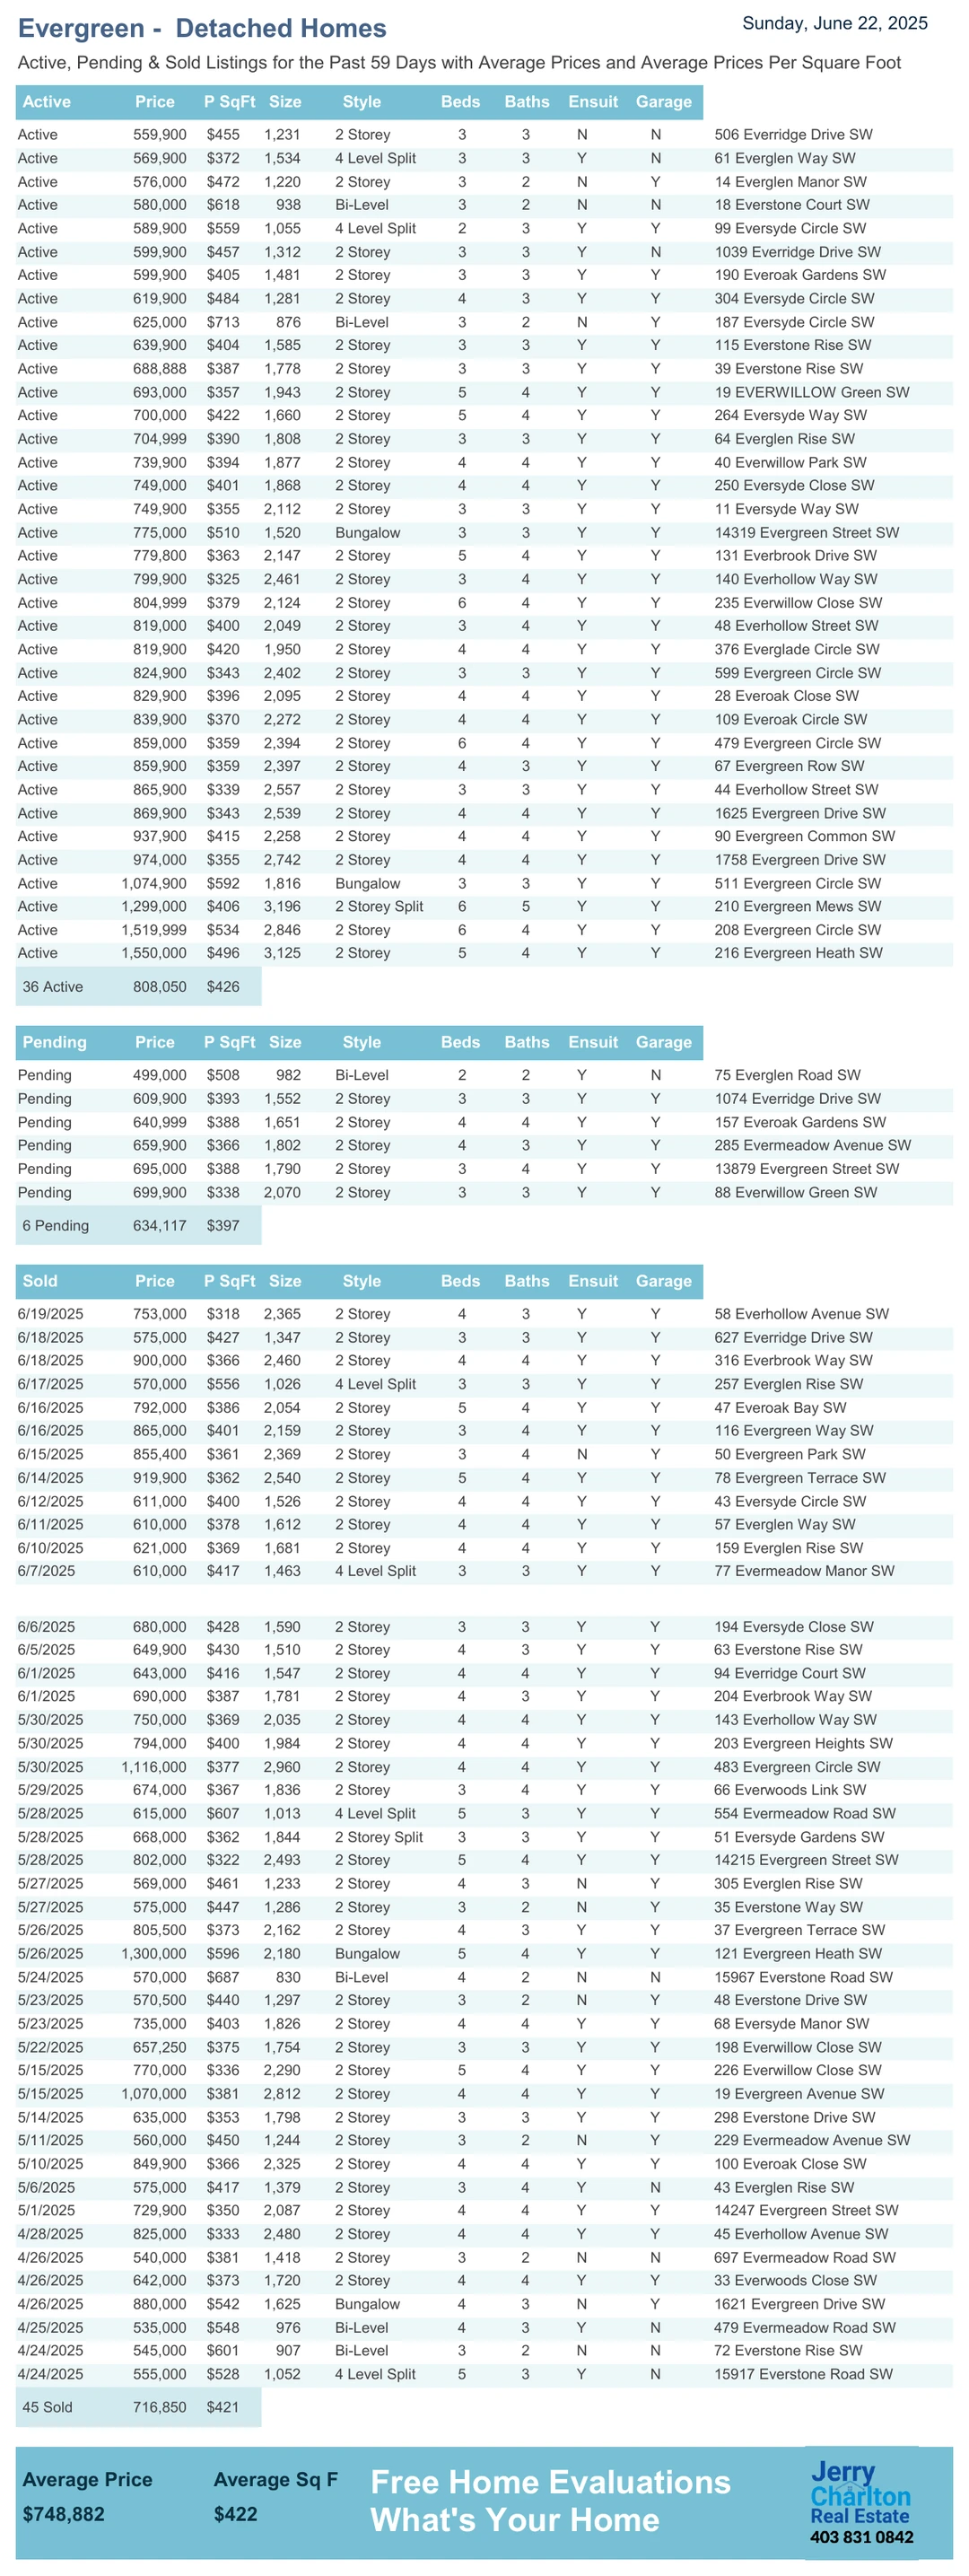 Evergreen - Detached Homes
Sunday, June 22, 2025
Active, Pending & Sold Listings for the Past 59 Days with Average Prices and Average Prices Per Square Foot
Active Price P SqFt Size Style Beds Baths Ensuit Garage
Active 559,900 $455 1,231 2 Storey 3 3 N N 506 Everridge Drive SW
Active 569,900 $372 1,534 4 Level Split 3 3 Y N 61 Everglen Way SW
Active 576,000 $472 1,220 2 Storey 3 2 N Y 14 Everglen Manor SW
Active 580,000 $618 938 Bi-Level 3 2 N N 18 Everstone Court SW
Active 589,900 $559 1,055 4 Level Split 2 3 Y Y 99 Eversyde Circle SW
Active 599,900 $457 1,312 2 Storey 3 3 Y N 1039 Everridge Drive SW
Active 599,900 $405 1,481 2 Storey 3 3 Y Y 190 Everoak Gardens SW
Active 619,900 $484 1,281 2 Storey 4 3 Y Y 304 Eversyde Circle SW
Active 625,000 $713 876 Bi-Level 3 2 N Y 187 Eversyde Circle SW
Active 639,900 $404 1,585 2 Storey 3 3 Y Y 115 Everstone Rise SW
Active 688,888 $387 1,778 2 Storey 3 3 Y Y 39 Everstone Rise SW
Active 693,000 $357 1,943 2 Storey 5 4 Y Y 19 EVERWILLOW Green SW
Active 700,000 $422 1,660 2 Storey 5 4 Y Y 264 Eversyde Way SW
Active 704,999 $390 1,808 2 Storey 3 3 Y Y 64 Everglen Rise SW
Active 739,900 $394 1,877 2 Storey 4 4 Y Y 40 Everwillow Park SW
Active 749,000 $401 1,868 2 Storey 4 4 Y Y 250 Eversyde Close SW
Active 749,900 $355 2,112 2 Storey 3 3 Y Y 11 Eversyde Way SW
Active 775,000 $510 1,520 Bungalow 3 3 Y Y 14319 Evergreen Street SW
Active 779,800 $363 2,147 2 Storey 5 4 Y Y 131 Everbrook Drive SW
Active 799,900 $325 2,461 2 Storey 3 4 Y Y 140 Everhollow Way SW
Active 804,999 $379 2,124 2 Storey 6 4 Y Y 235 Everwillow Close SW
Active 819,000 $400 2,049 2 Storey 3 4 Y Y 48 Everhollow Street SW
Active 819,900 $420 1,950 2 Storey 4 4 Y Y 376 Everglade Circle SW
Active 824,900 $343 2,402 2 Storey 3 3 Y Y 599 Evergreen Circle SW
Active 829,900 $396 2,095 2 Storey 4 4 Y Y 28 Everoak Close SW
Active 839,900 $370 2,272 2 Storey 4 4 Y Y 109 Everoak Circle SW
Active 859,000 $359 2,394 2 Storey 6 4 Y Y 479 Evergreen Circle SW
Active 859,900 $359 2,397 2 Storey 4 3 Y Y 67 Evergreen Row SW
Active 865,900 $339 2,557 2 Storey 3 3 Y Y 44 Everhollow Street SW
Active 869,900 $343 2,539 2 Storey 4 4 Y Y 1625 Evergreen Drive SW
Active 937,900 $415 2,258 2 Storey 4 4 Y Y 90 Evergreen Common SW
Active 974,000 $355 2,742 2 Storey 4 4 Y Y 1758 Evergreen Drive SW
Active 1,074,900 $592 1,816 Bungalow 3 3 Y Y 511 Evergreen Circle SW
Active 1,299,000 $406 3,196 2 Storey Split 6 5 Y Y 210 Evergreen Mews SW
Active 1,519,999 $534 2,846 2 Storey 6 4 Y Y 208 Evergreen Circle SW
Active 1,550,000 $496 3,125 2 Storey 5 4 Y Y 216 Evergreen Heath SW
36 Active 808,050 $426
Pending Price P SqFt Size Style Beds Baths Ensuit Garage
Pending 499,000 $508 982 Bi-Level 2 2 Y N 75 Everglen Road SW
Pending 609,900 $393 1,552 2 Storey 3 3 Y Y 1074 Everridge Drive SW
Pending 640,999 $388 1,651 2 Storey 4 4 Y Y 157 Everoak Gardens SW
Pending 659,900 $366 1,802 2 Storey 4 3 Y Y 285 Evermeadow Avenue SW
Pending 695,000 $388 1,790 2 Storey 3 4 Y Y 13879 Evergreen Street SW
Pending 699,900 $338 2,070 2 Storey 3 3 Y Y 88 Everwillow Green SW
6 Pending 634,117 $397
Sold Price P SqFt Size Style Beds Baths Ensuit Garage
6/19/2025 753,000 $318 2,365 2 Storey 4 3 Y Y 58 Everhollow Avenue SW
6/18/2025 575,000 $427 1,347 2 Storey 3 3 Y Y 627 Everridge Drive SW
6/18/2025 900,000 $366 2,460 2 Storey 4 4 Y Y 316 Everbrook Way SW
6/17/2025 570,000 $556 1,026 4 Level Split 3 3 Y Y 257 Everglen Rise SW
6/16/2025 792,000 $386 2,054 2 Storey 5 4 Y Y 47 Everoak Bay SW
6/16/2025 865,000 $401 2,159 2 Storey 3 4 Y Y 116 Evergreen Way SW
6/15/2025 855,400 $361 2,369 2 Storey 3 4 N Y 50 Evergreen Park SW
6/14/2025 919,900 $362 2,540 2 Storey 5 4 Y Y 78 Evergreen Terrace SW
6/12/2025 611,000 $400 1,526 2 Storey 4 4 Y Y 43 Eversyde Circle SW
6/11/2025 610,000 $378 1,612 2 Storey 4 4 Y Y 57 Everglen Way SW
6/10/2025 621,000 $369 1,681 2 Storey 4 4 Y Y 159 Everglen Rise SW
6/7/2025 610,000 $417 1,463 4 Level Split 3 3 Y Y 77 Evermeadow Manor SW
6/6/2025 680,000 $428 1,590 2 Storey 3 3 Y Y 194 Eversyde Close SW
6/5/2025 649,900 $430 1,510 2 Storey 4 3 Y Y 63 Everstone Rise SW
6/1/2025 643,000 $416 1,547 2 Storey 4 4 Y Y 94 Everridge Court SW
6/1/2025 690,000 $387 1,781 2 Storey 4 3 Y Y 204 Everbrook Way SW
5/30/2025 750,000 $369 2,035 2 Storey 4 4 Y Y 143 Everhollow Way SW
5/30/2025 794,000 $400 1,984 2 Storey 4 4 Y Y 203 Evergreen Heights SW
5/30/2025 1,116,000 $377 2,960 2 Storey 4 4 Y Y 483 Evergreen Circle SW
5/29/2025 674,000 $367 1,836 2 Storey 3 4 Y Y 66 Everwoods Link SW
5/28/2025 615,000 $607 1,013 4 Level Split 5 3 Y Y 554 Evermeadow Road SW
5/28/2025 668,000 $362 1,844 2 Storey Split 3 3 Y Y 51 Eversyde Gardens SW
5/28/2025 802,000 $322 2,493 2 Storey 5 4 Y Y 14215 Evergreen Street SW
5/27/2025 569,000 $461 1,233 2 Storey 4 3 N Y 305 Everglen Rise SW
5/27/2025 575,000 $447 1,286 2 Storey 3 2 N Y 35 Everstone Way SW
5/26/2025 805,500 $373 2,162 2 Storey 4 3 Y Y 37 Evergreen Terrace SW
5/26/2025 1,300,000 $596 2,180 Bungalow 5 4 Y Y 121 Evergreen Heath SW
5/24/2025 570,000 $687 830 Bi-Level 4 2 N N 15967 Everstone Road SW
5/23/2025 570,500 $440 1,297 2 Storey 3 2 N Y 48 Everstone Drive SW
5/23/2025 735,000 $403 1,826 2 Storey 4 4 Y Y 68 Eversyde Manor SW
5/22/2025 657,250 $375 1,754 2 Storey 3 3 Y Y 198 Everwillow Close SW
5/15/2025 770,000 $336 2,290 2 Storey 5 4 Y Y 226 Everwillow Close SW
5/15/2025 1,070,000 $381 2,812 2 Storey 4 4 Y Y 19 Evergreen Avenue SW
5/14/2025 635,000 $353 1,798 2 Storey 3 3 Y Y 298 Everstone Drive SW
5/11/2025 560,000 $450 1,244 2 Storey 3 2 N Y 229 Evermeadow Avenue SW
5/10/2025 849,900 $366 2,325 2 Storey 4 4 Y Y 100 Everoak Close SW
5/6/2025 575,000 $417 1,379 2 Storey 3 4 Y N 43 Everglen Rise SW
5/1/2025 729,900 $350 2,087 2 Storey 4 4 Y Y 14247 Evergreen Street SW
4/28/2025 825,000 $333 2,480 2 Storey 4 4 Y Y 45 Everhollow Avenue SW
4/26/2025 540,000 $381 1,418 2 Storey 3 2 N N 697 Evermeadow Road SW
4/26/2025 642,000 $373 1,720 2 Storey 4 4 Y Y 33 Everwoods Close SW
4/26/2025 880,000 $542 1,625 Bungalow 4 3 N Y 1621 Evergreen Drive SW
4/25/2025 535,000 $548 976 Bi-Level 4 3 Y N 479 Evermeadow Road SW
4/24/2025 545,000 $601 907 Bi-Level 3 2 N N 72 Everstone Rise SW
4/24/2025 555,000 $528 1,052 4 Level Split 5 3 Y N 15917 Everstone Road SW
45 Sold 716,850 $421
Average Price Average Sq F
$748,882 $422
Free Home Evaluations
What's Your Home
Jerry
Charlton
Real Estate
403 831 0842